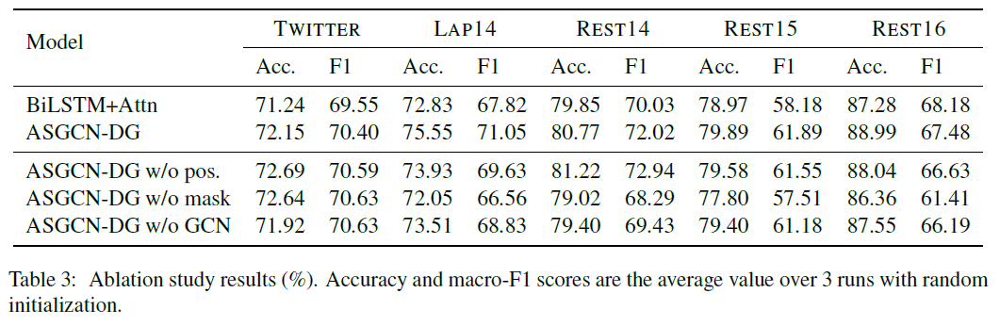 Model TWITTER LAP14 REST14 REST15 REST16
Acc. F1 Acc. F1 Acc. F1 Acc. F1 Acc. F1
BiLSTM+Attn 71.24 69.55 72.83 67.82 79.85 70.03 78.97 58.18 87.28 68.18
ASGCN-DG 72.15 70.40 75.55 71.05 80.77 72.02 79.89 61.89 88.99 67.48
ASGCN-DG w/o pos. 72.69 70.59 73.93 69.63 81.22 72.94 79.58 61.55 88.04 66.63
ASGCN-DG w/o mask 72.64 70.63 72.05 66.56 79.02 68.29 77.80 57.51 86.36 61.41
ASGCN-DG w/o GCN 71.92 70.63 73.51 68.83 79.40 69.43 79.40 61.18 87.55 66.19
Table 3: Ablation study results (%). Accuracy and macro-F1 scores are the average value over 3 runs with random
initialization.